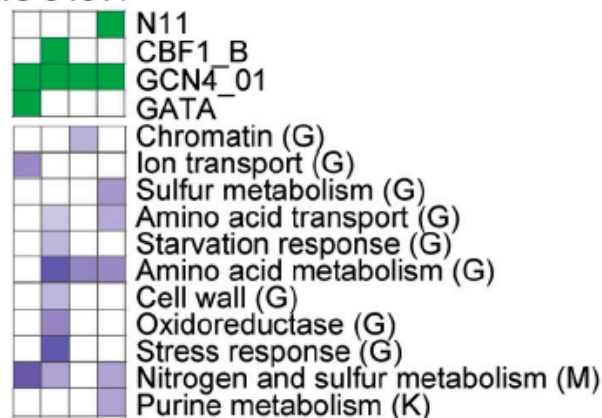 N11
CBF1_B
GCN4_01
GATA
Chromatin (G)
Ion transport (G)
Sulfur metabolism (G)
Amino acid transport (G)
Starvation response (G)
Amino acid metabolism (G)
Cell wall (G)
Oxidoreductase (G)
Stress response (G)
Nitrogen and sulfur metabolism (M)
Purine metabolism (K)